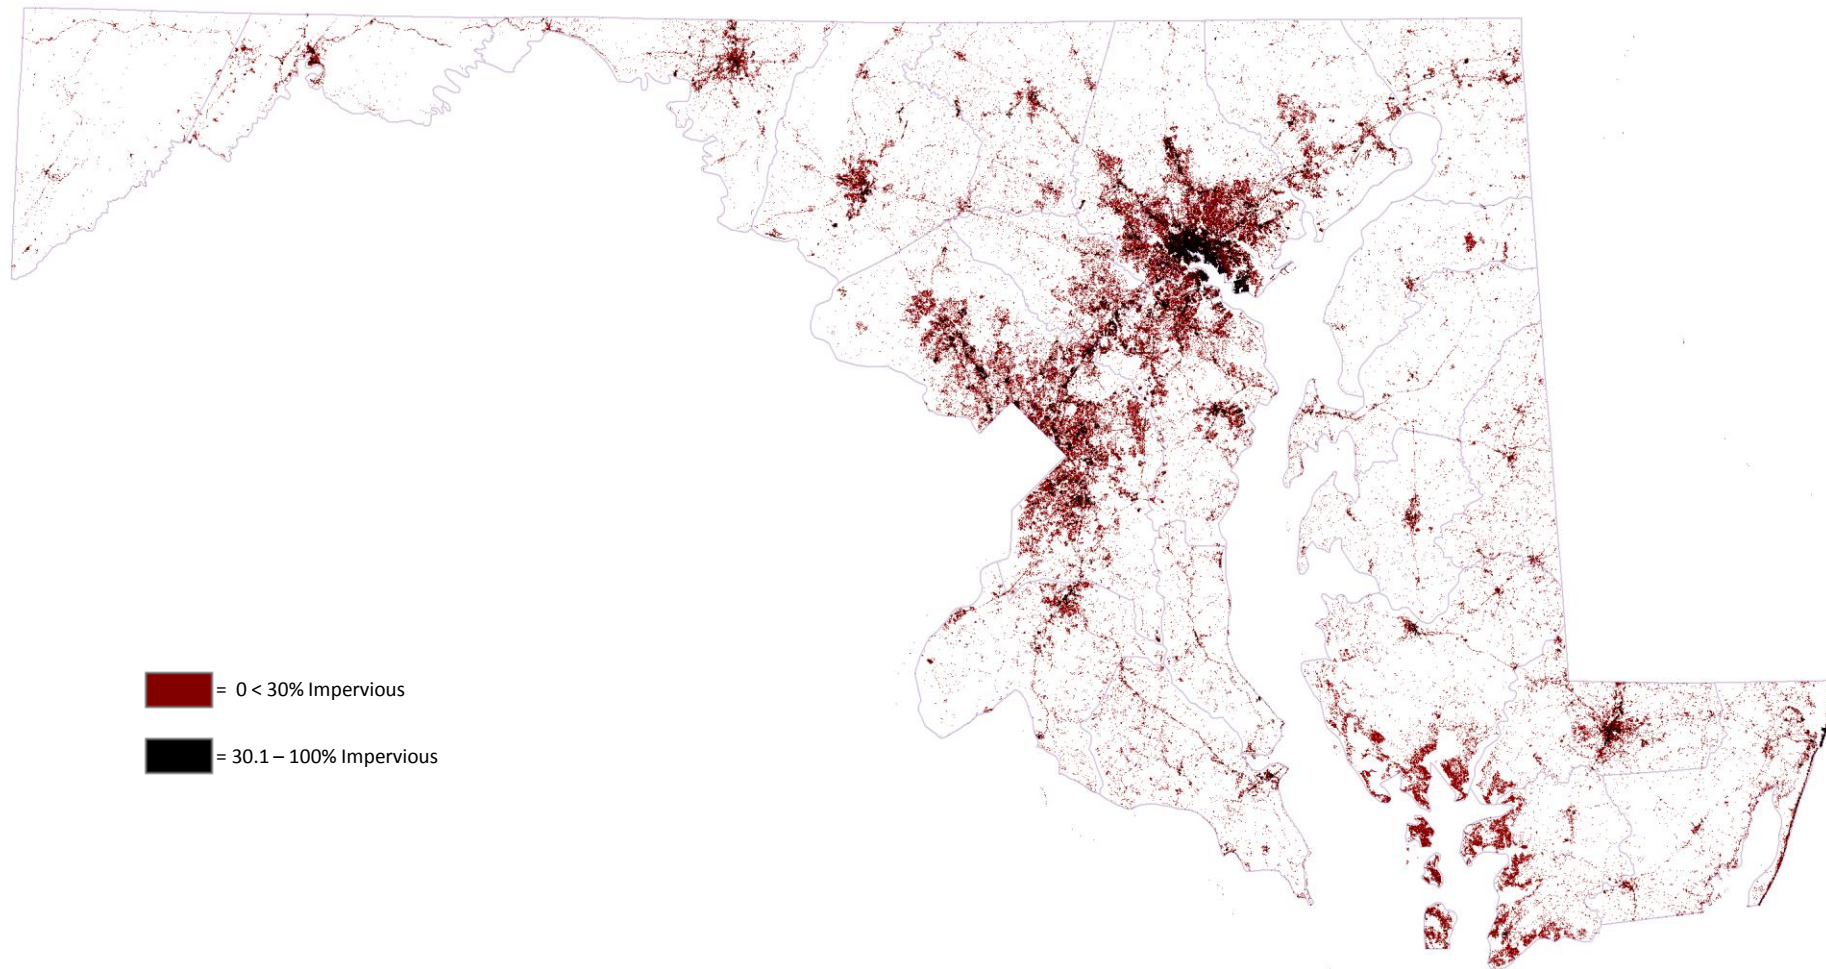 = 0 < 30% Impervious
= 30.1 – 100% Impervious